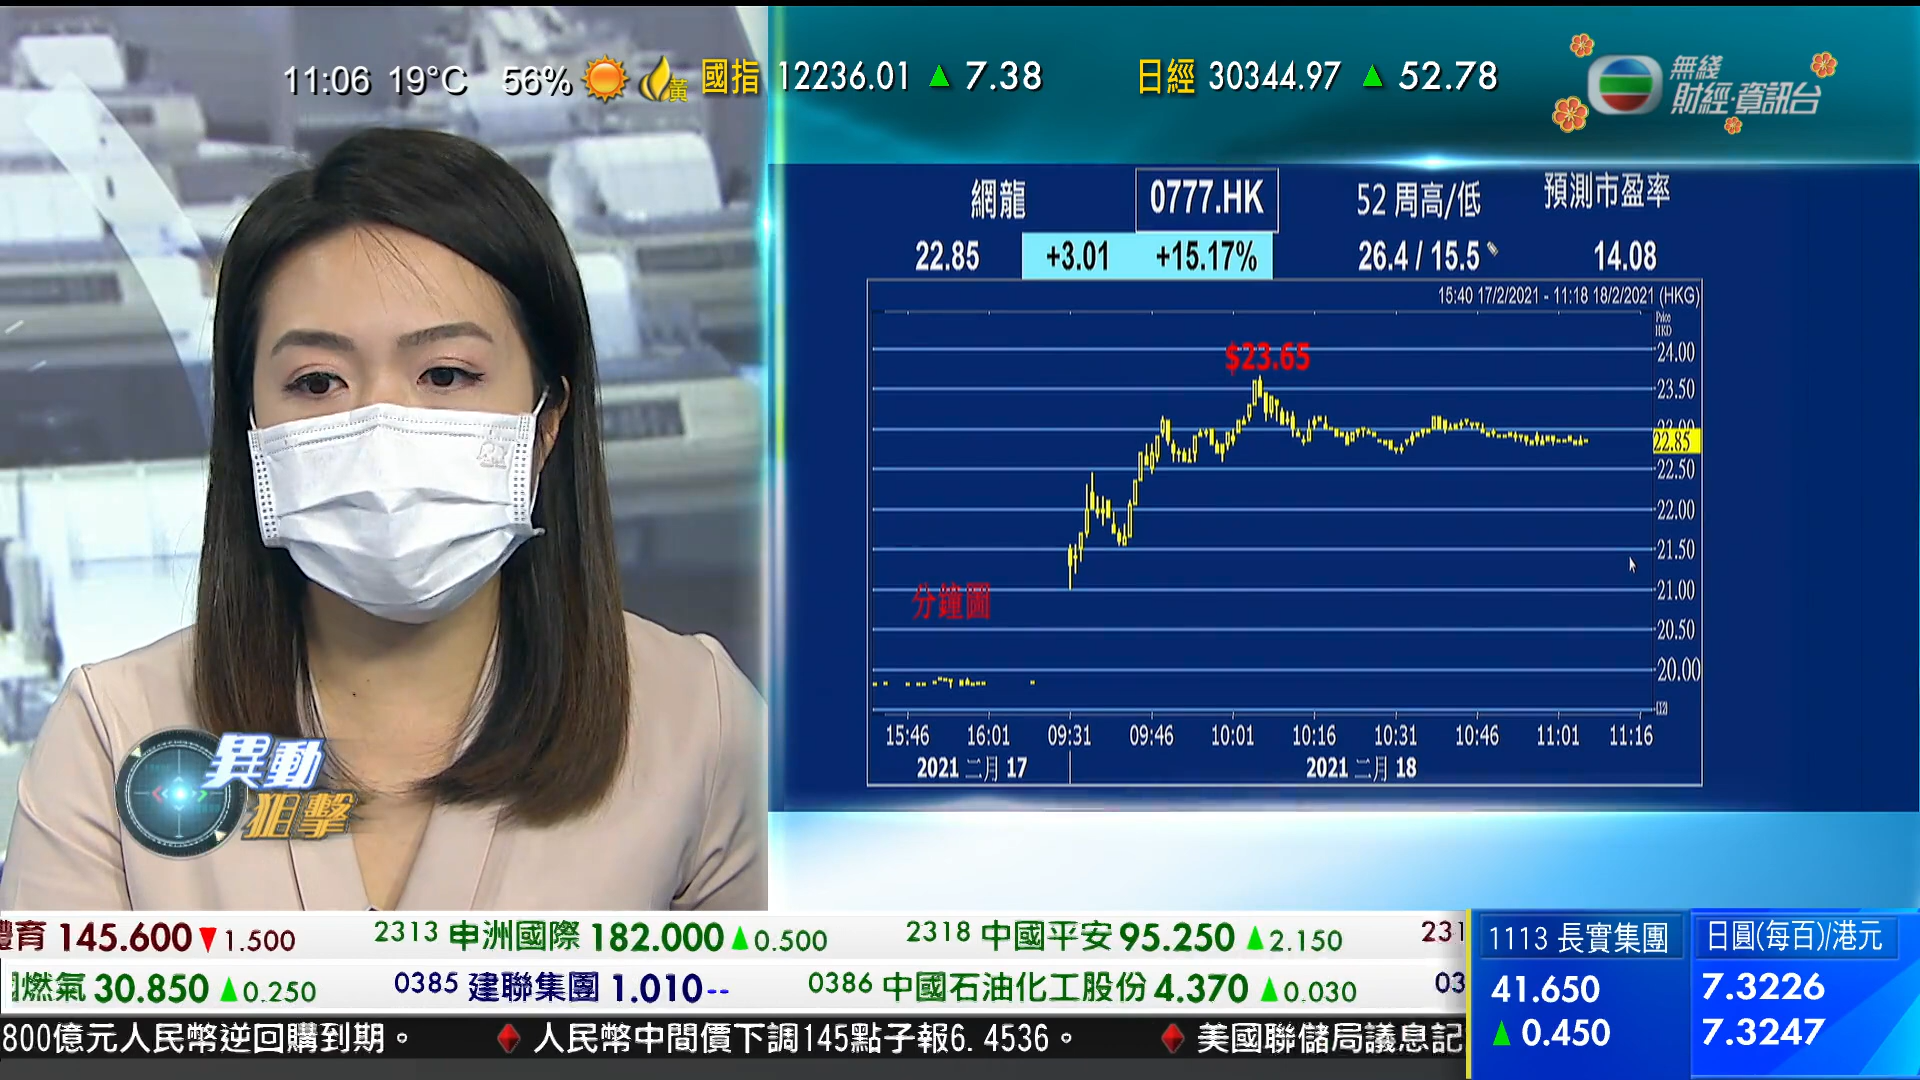 11:06 19°C 56% 黃 國指 12236.01 ▲ 7.38 日經 30344.97 ▲ 52.78
無綫
財經·資訊台
網龍 0777.HK 52 周高/低 預測市盈率
22.85 +3.01 +15.17% 26.4 / 15.5 14.08
15:40 17/2/2021 - 11:18 18/2/2021 (HKG)
Price
HKD
24.00
$23.65
23.50
23.00
22.85
22.50
22.00
21.50
21.00
分鐘圖
20.50
20.00
15:46 16:01 09:31 09:46 10:01 10:16 10:31 10:46 11:01 11:16
2021 二月 17 2021 二月 18
異動
狙擊
體育 145.600 ▼ 1.500 2313 申洲國際 182.000 ▲ 0.500 2318 中國平安 95.250 ▲ 2.150 231
燃氣 30.850 ▲ 0.250 0385 建聯集團 1.010 -- 0386 中國石油化工股份 4.370 ▲ 0.030 03
800億元人民幣逆回購到期。 ♦ 人民幣中間價下調145點子報6.4536。 ♦ 美國聯儲局議息記
1113 長實集團
41.650
▲ 0.450
日圓(每百)/港元
7.3226
7.3247